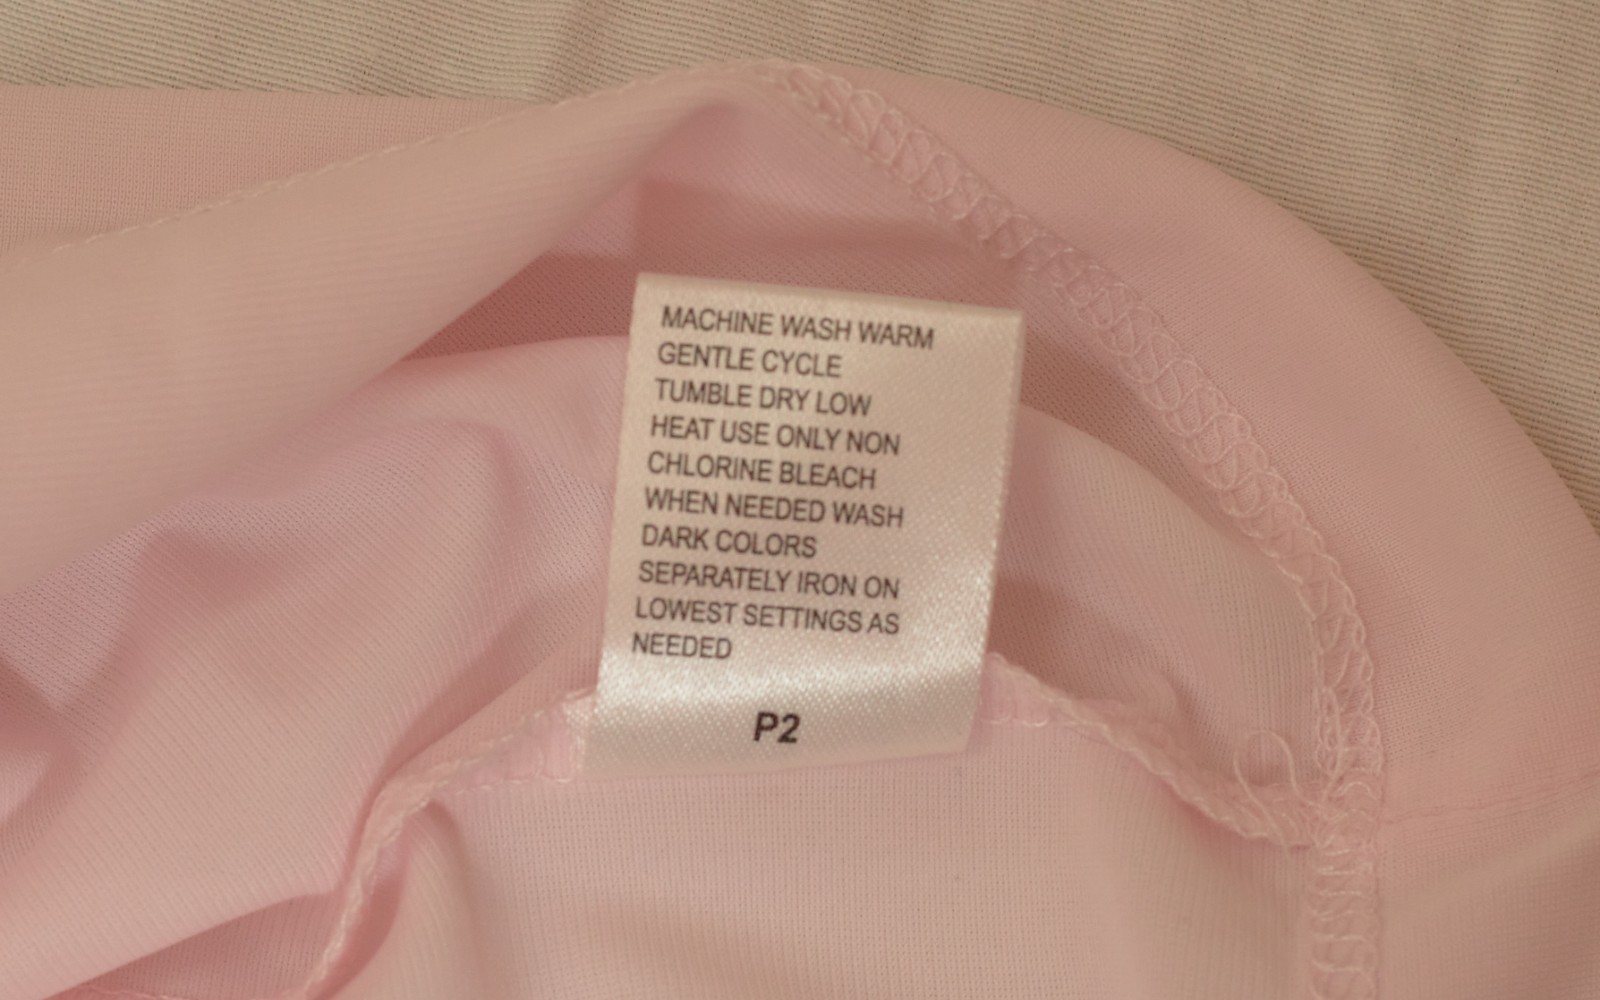 MACHINE WASH WARM
GENTLE CYCLE
TUMBLE DRY LOW
HEAT USE ONLY NON
CHLORINE BLEACH
WHEN NEEDED WASH
DARK COLORS
SEPARATELY IRON ON
LOWEST SETTINGS AS
NEEDED
P2